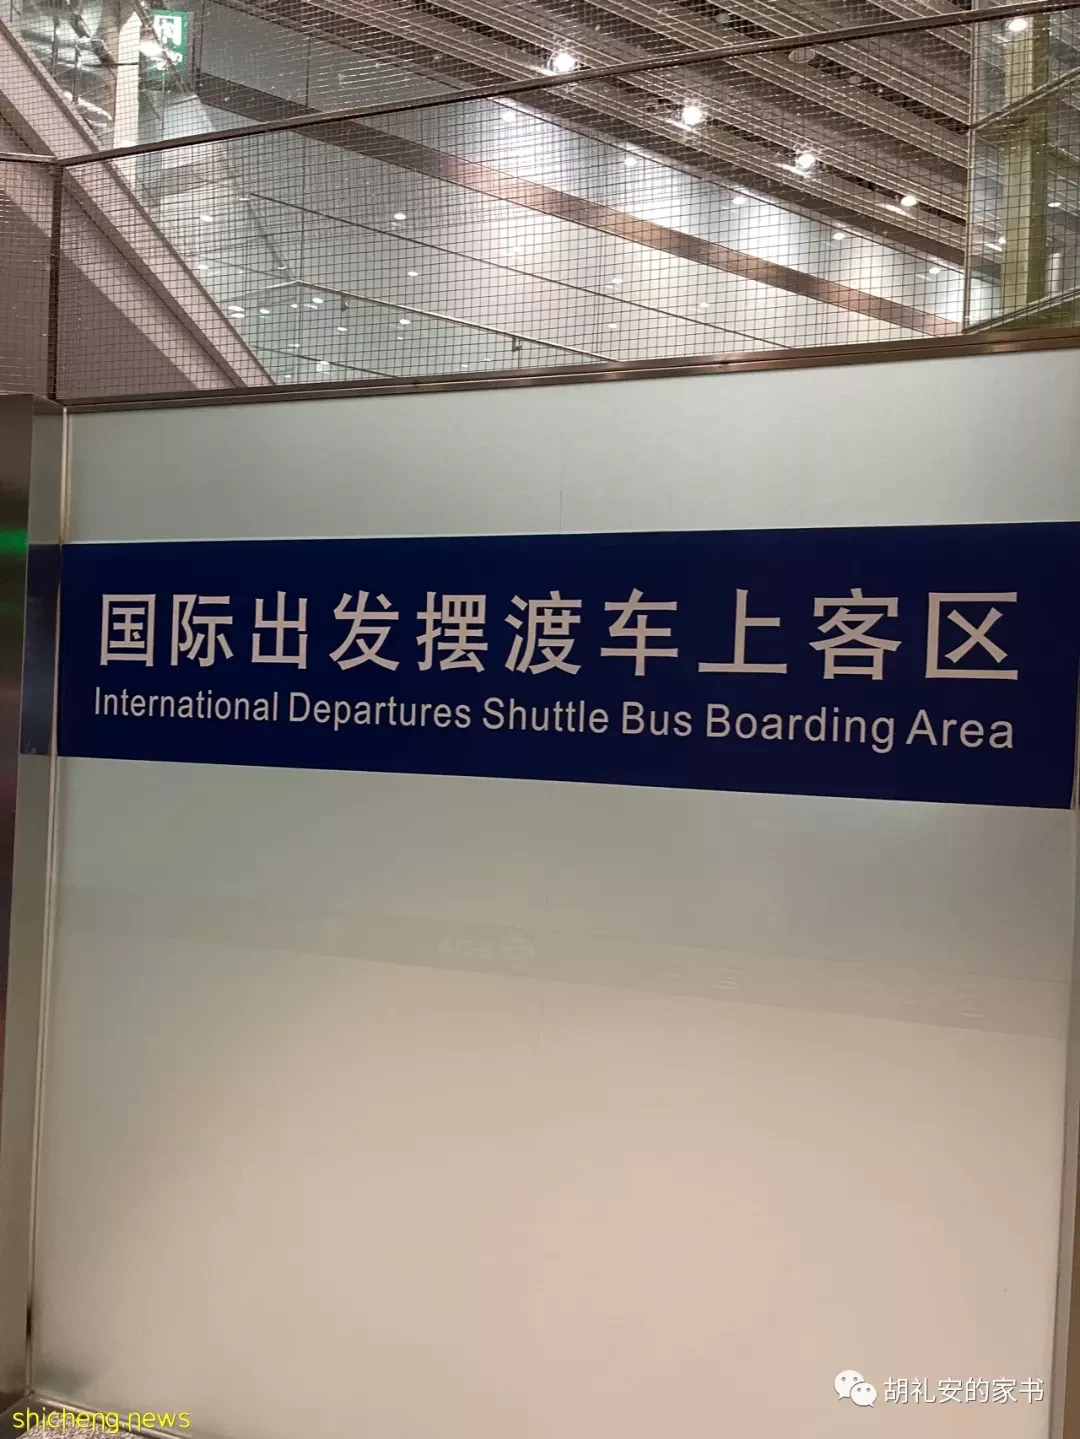 国际出发摆渡车上客区
International Departures Shuttle Bus Boarding Area
胡礼安的家书
shicheng.news